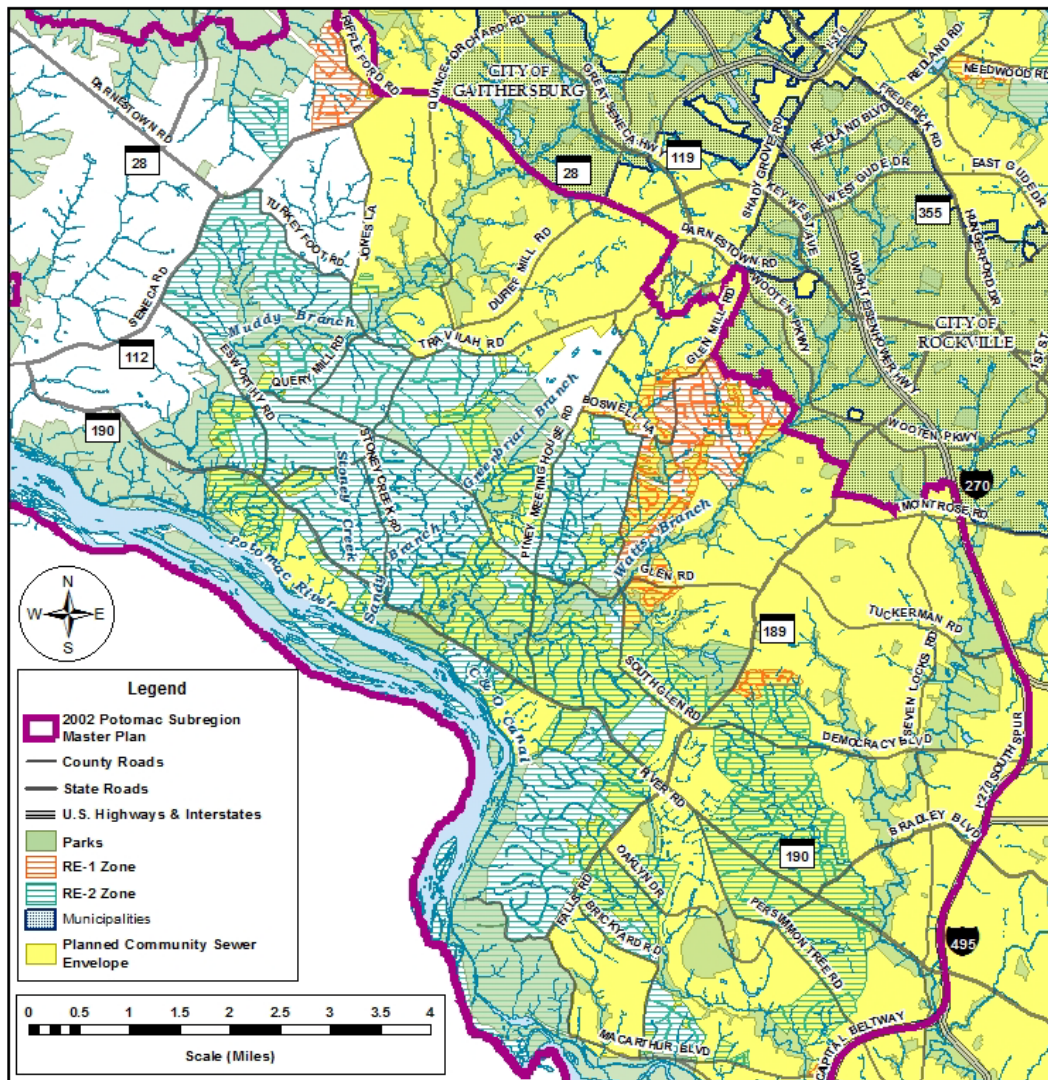 RIFFLE FORD RD
QUINCE ORCHARD RD
CITY OF
GAITHERSBURG
GREAT SENECA HWY
I-370
REDLAND RD
NEEDWOOD RD
DARNESTOWN RD
28
119
28
SHADY GROVE RD
REDLAND BLVD
FREDERICK RD
KEY WEST AVE
WEST GUDE DR
EAST GUDE DR
355
HUNGERFORD DR
TURKEY FOOT RD
JONES LA
DUFIEF MILL RD
DARNESTOWN RD
WOOTEN PKWY
DWIGHT EISENHOWER HWY
CITY OF
ROCKVILLE
1ST ST
SENECA RD
112
Muddy Branch
QUERY MILL RD
TRAVILAH RD
GLEN MILL RD
ESWORTHY RD
BOSWELL LA
Greenbriar Branch
PINEY MEETING HOUSE RD
WOOTEN PKWY
190
STONEY CREEK RD
Stoney Creek
Sandy Branch
Watts Branch
270
MONTROSE RD
Potomac River
GLEN RD
TUCKERMAN RD
189
SEVEN LOCKS RD
N
W E
S
SOUTH GLEN RD
DEMOCRACY BLVD
I-270 SOUTH SPUR
C & O Canal
RIVER RD
BRADLEY BLVD
190
FALLS RD
OAKLYN DR
BRICKYARD RD
PERSIMMON TREE RD
495
MACARTHUR BLVD
CAPITAL BELTWAY
Legend
2002 Potomac Subregion
Master Plan
County Roads
State Roads
U.S. Highways & Interstates
Parks
RE-1 Zone
RE-2 Zone
Municipalities
Planned Community Sewer
Envelope
0 0.5 1 2 3 4
Scale (Miles)